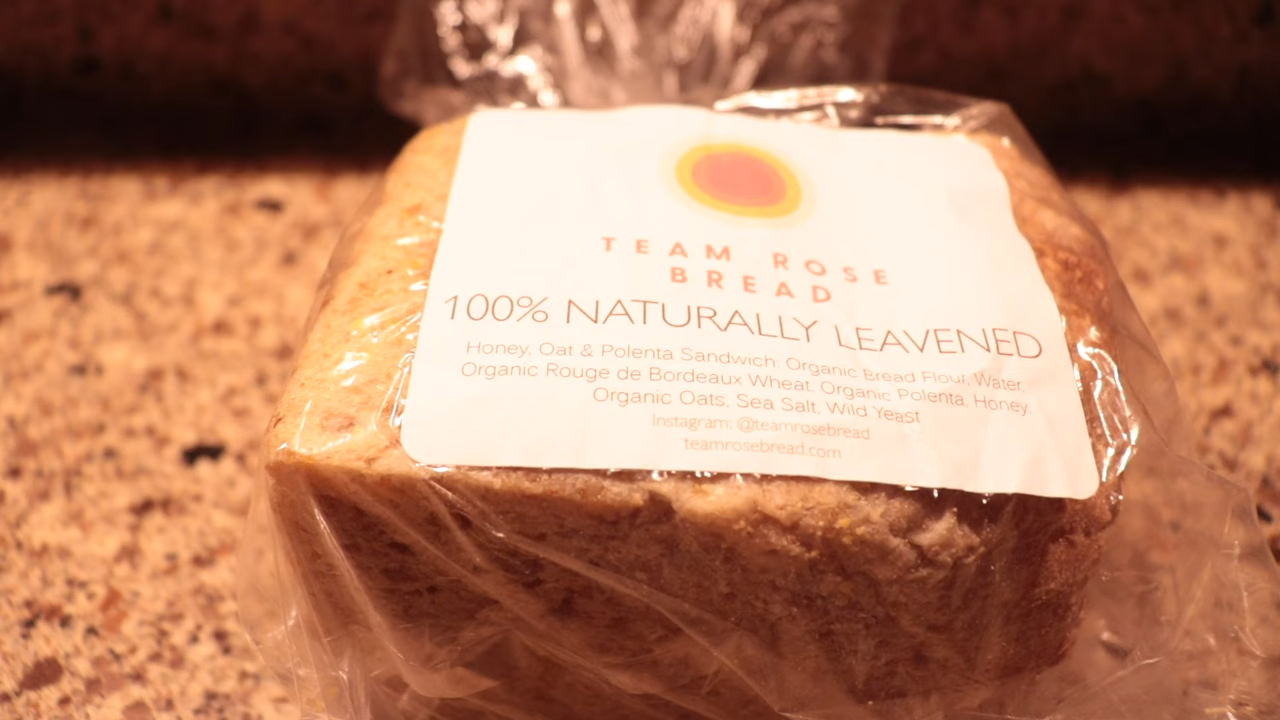 TEAM ROSE
BREAD
100% NATURALLY LEAVENED
Honey, Oat & Polenta Sandwich: Organic Bread Flour, Water,
Organic Rouge de Bordeaux Wheat, Organic Polenta, Honey,
Organic Oats, Sea Salt, Wild Yeast
Instagram: @teamrosebread
teamrosebread.com